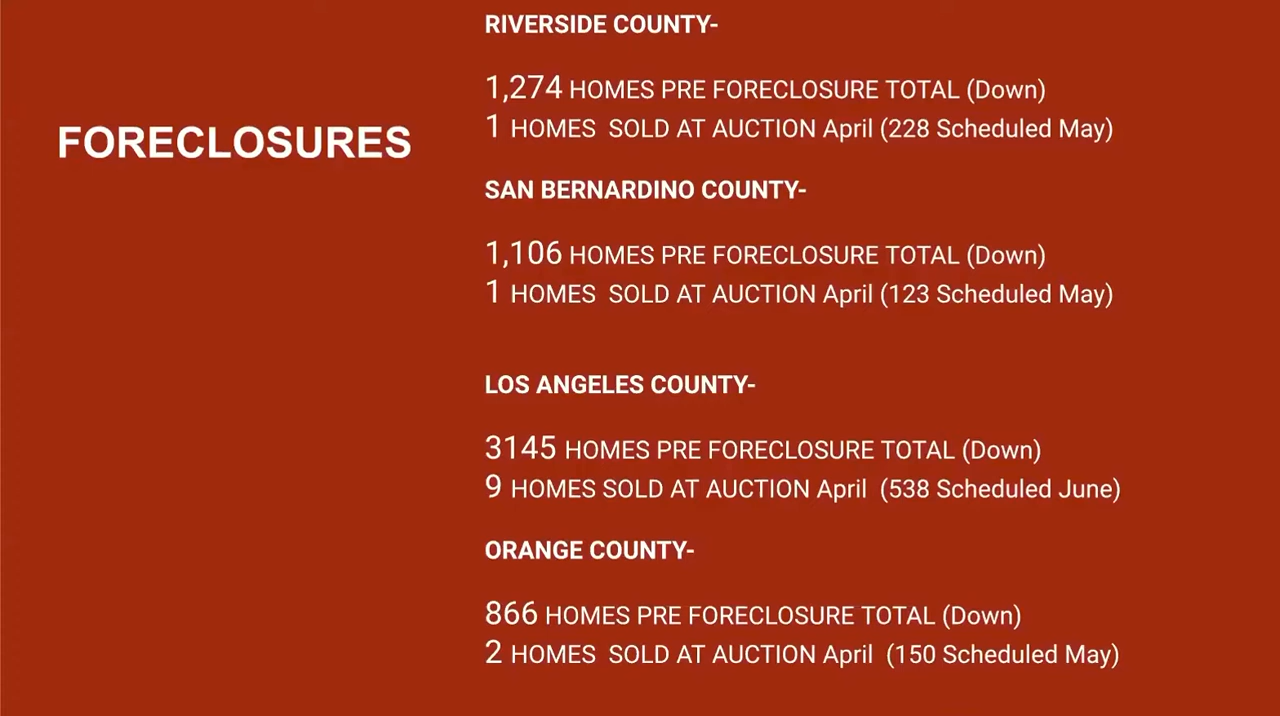 FORECLOSURES
RIVERSIDE COUNTY-
1,274 HOMES PRE FORECLOSURE TOTAL (Down)
1 HOMES  SOLD AT AUCTION April (228 Scheduled May)
SAN BERNARDINO COUNTY-
1,106 HOMES PRE FORECLOSURE TOTAL (Down)
1 HOMES  SOLD AT AUCTION April (123 Scheduled May)
LOS ANGELES COUNTY-
3145 HOMES PRE FORECLOSURE TOTAL (Down)
9 HOMES SOLD AT AUCTION April  (538 Scheduled June)
ORANGE COUNTY-
866 HOMES PRE FORECLOSURE TOTAL (Down)
2 HOMES  SOLD AT AUCTION April  (150 Scheduled May)